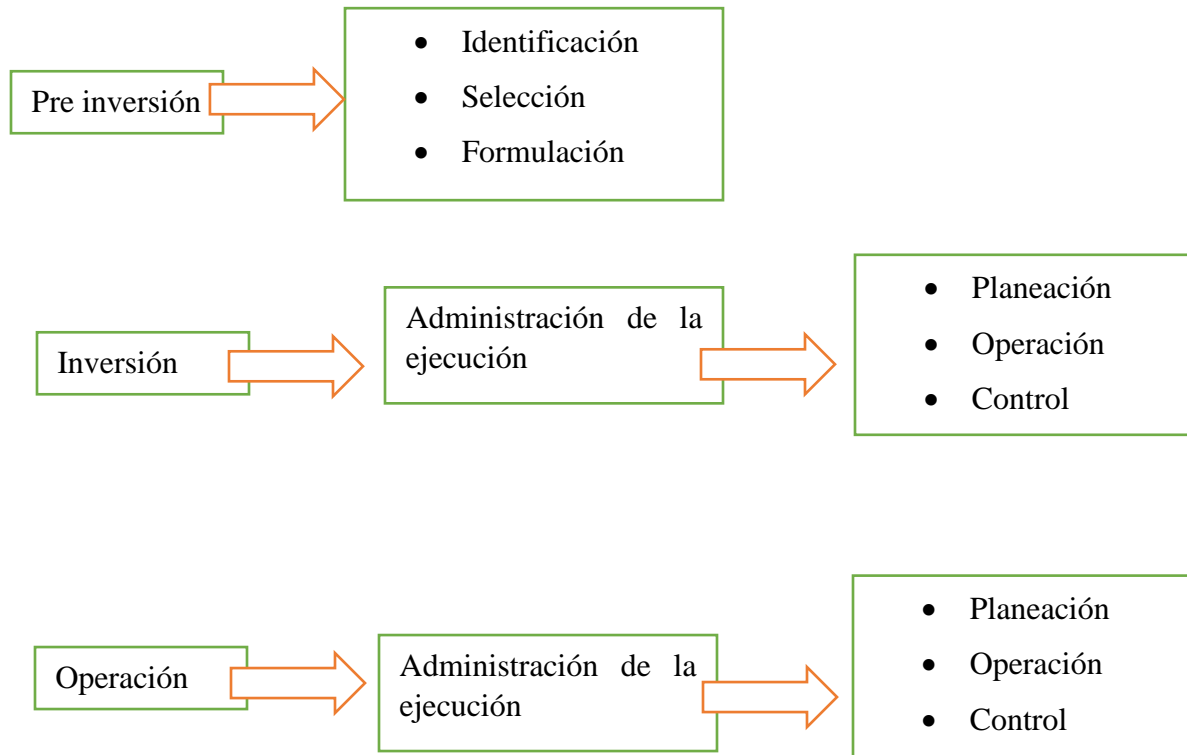 Pre inversión
• Identificación
• Selección
• Formulación
Inversión
Administración de la
ejecución
• Planeación
• Operación
• Control
Operación
Administración de la
ejecución
• Planeación
• Operación
• Control